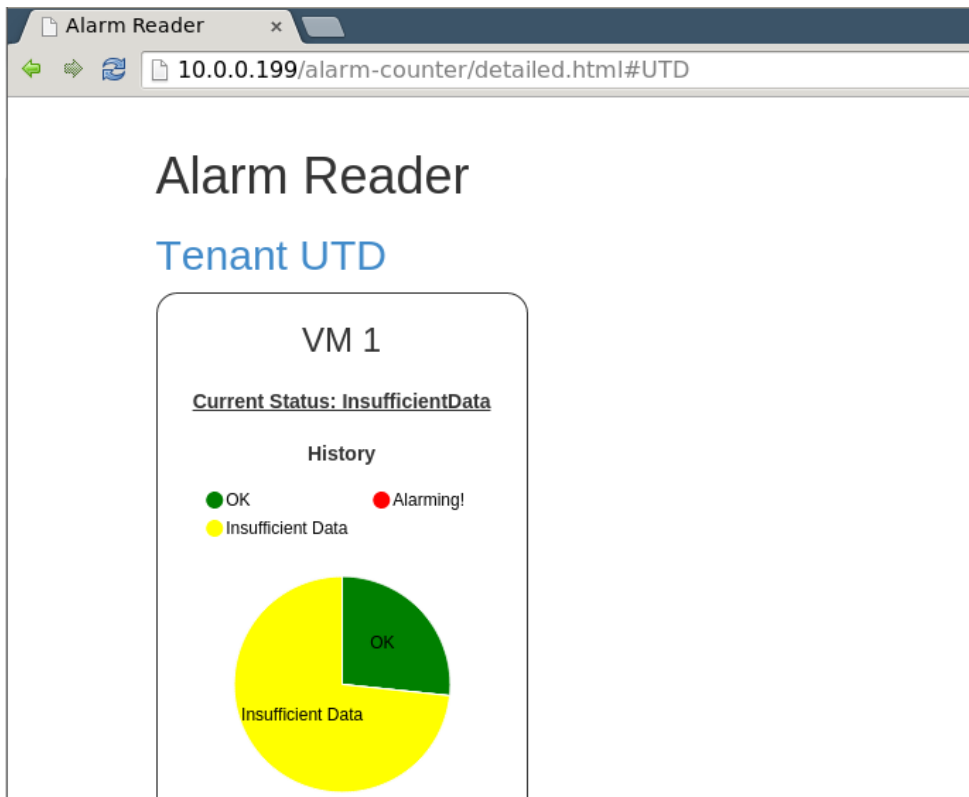 Alarm Reader ×
10.0.0.199/alarm-counter/detailed.html#UTD
Alarm Reader
Tenant UTD
VM 1
Current Status: InsufficientData
History
OK Alarming!
Insufficient Data
OK
Insufficient Data